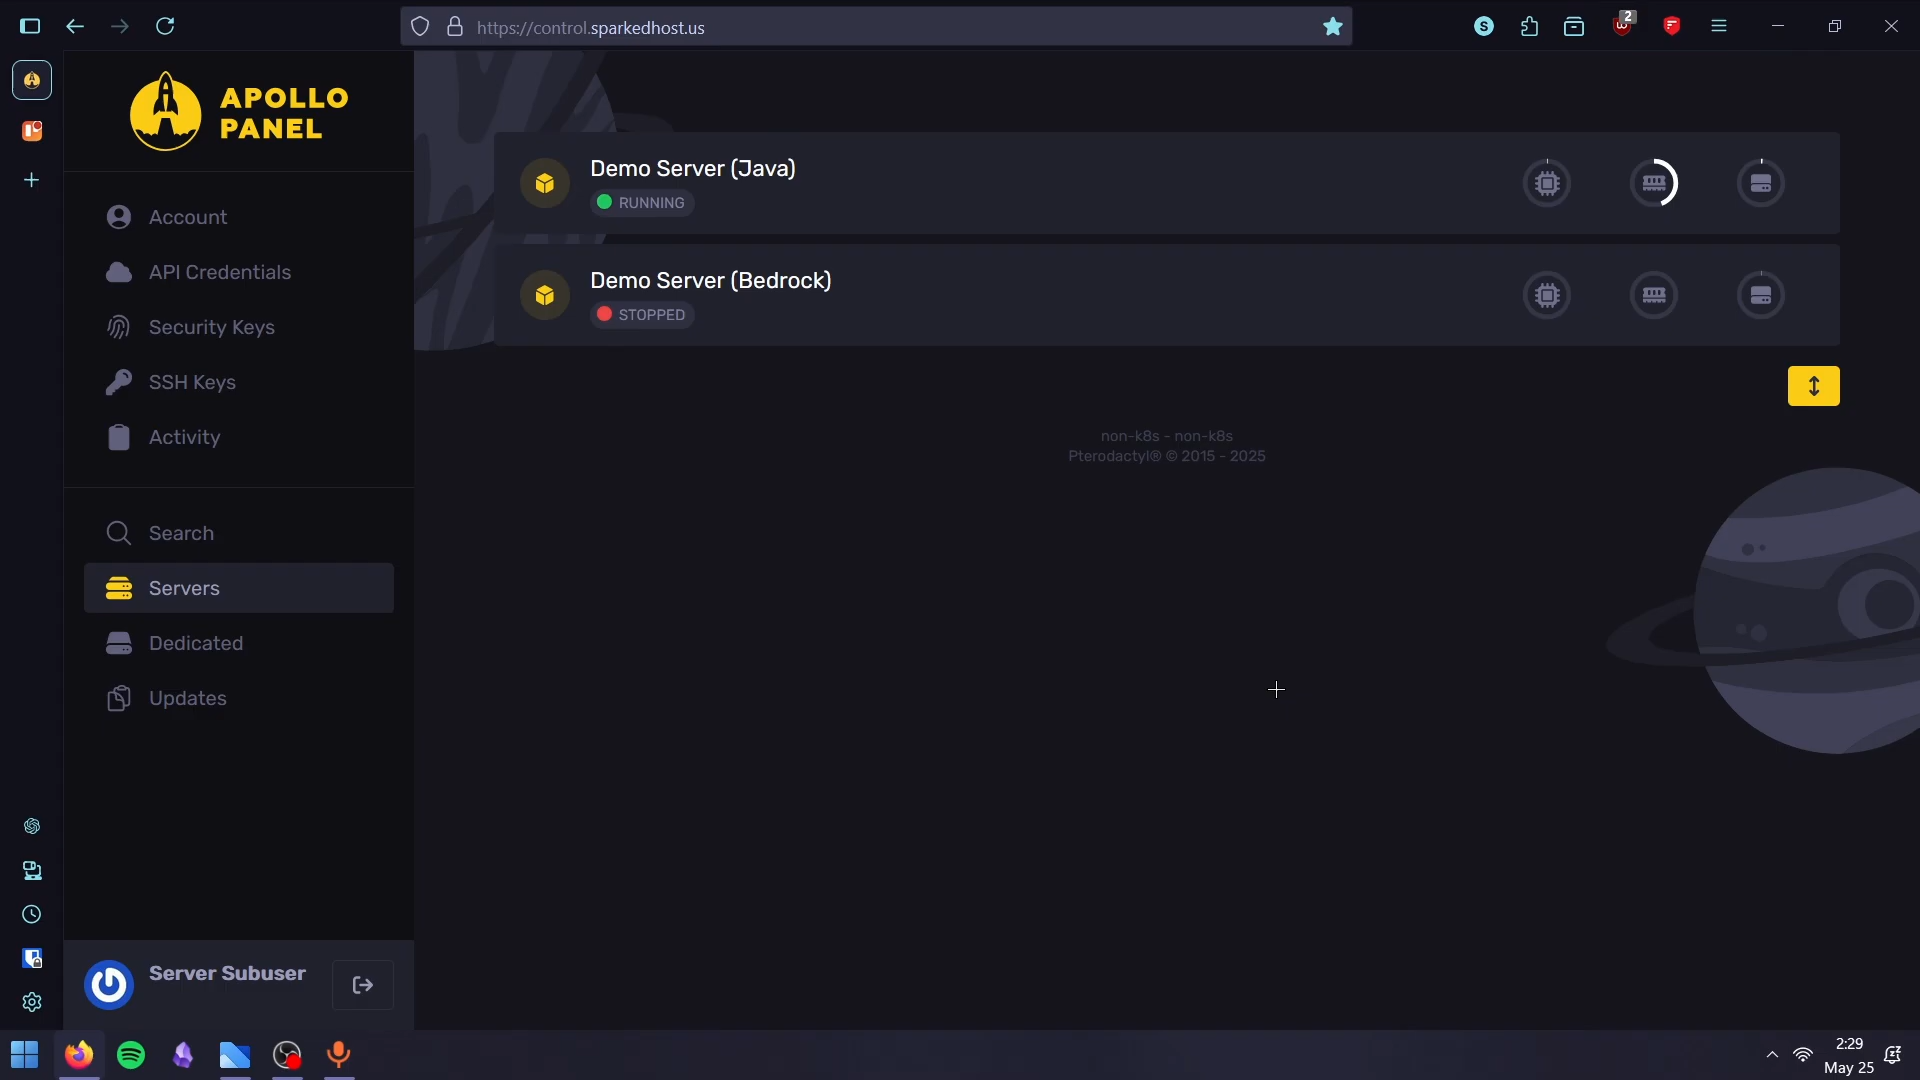 https://control.sparkedhost.us
2
APOLLO
PANEL
Account
API Credentials
Security Keys
SSH Keys
Activity
Search
Servers
Dedicated
Updates
Server Subuser
Demo Server (Java)
RUNNING
Demo Server (Bedrock)
STOPPED
non-k8s - non-k8s
Pterodactyl® © 2015 - 2025
2:29
May 25